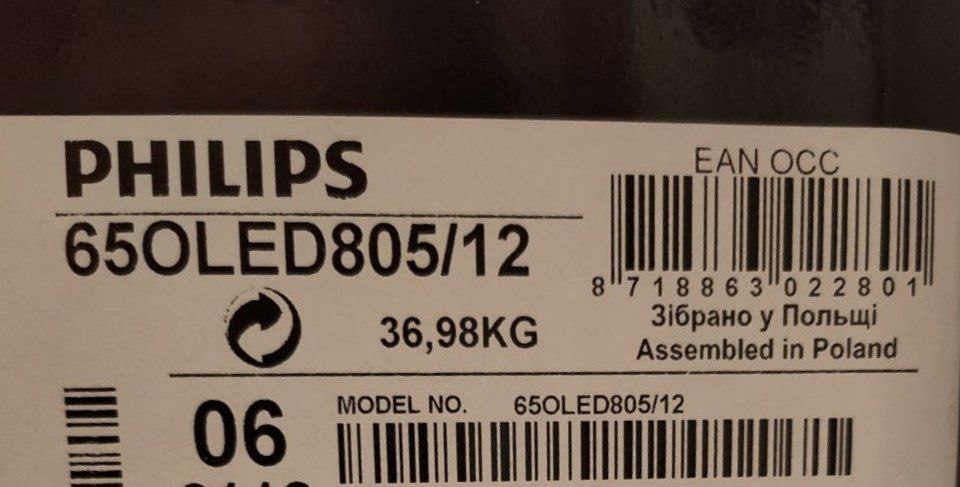 PHILIPS
EAN OCC
65OLED805/12
8 718863 022801
36,98KG
Зібрано у Польщі
Assembled in Poland
06
MODEL NO. 65OLED805/12